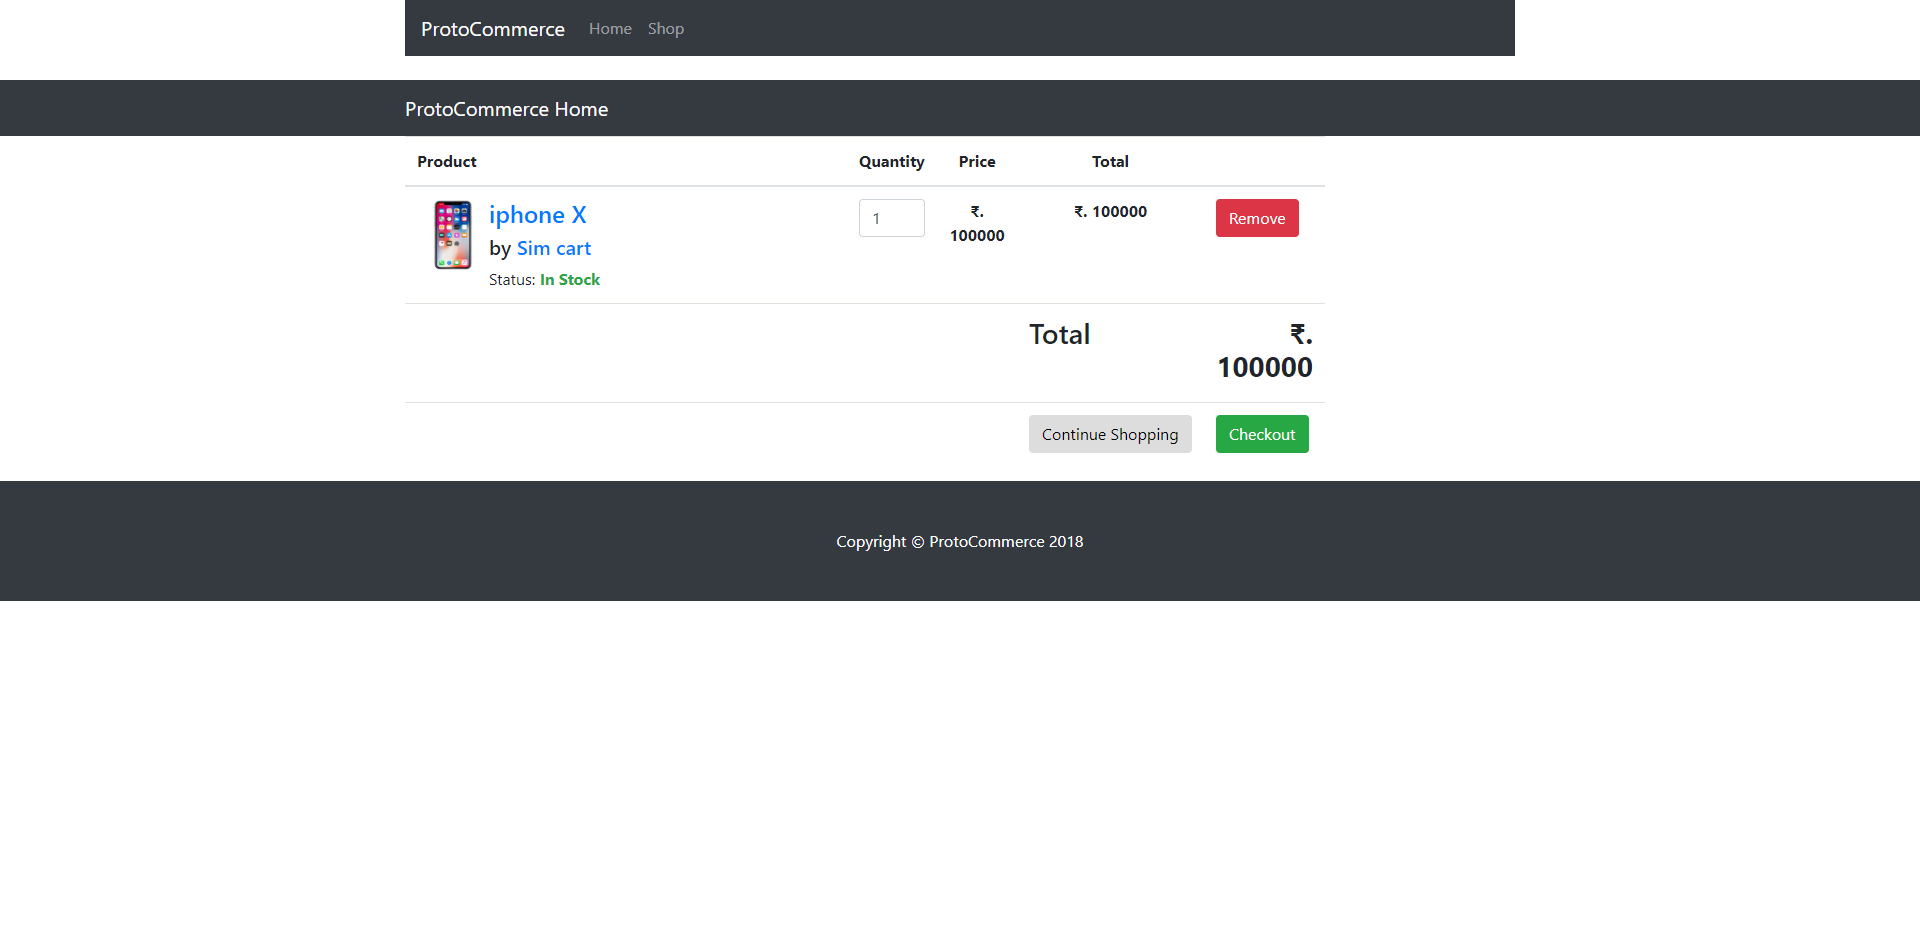 ProtoCommerce Home Shop
ProtoCommerce Home
Product Quantity Price Total
iphone X
by Sim cart
Status: In Stock
1
₹.
100000
₹. 100000
Remove
Total
₹.
100000
Continue Shopping Checkout
Copyright © ProtoCommerce 2018